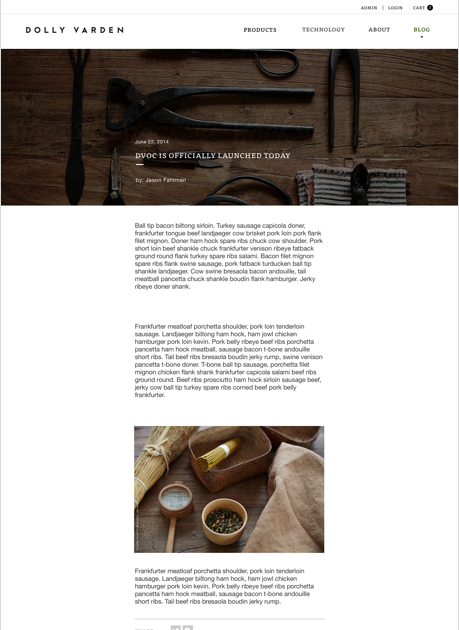 ADMIN | LOGIN CART
DOLLY VARDEN PRODUCTS TECHNOLOGY ABOUT BLOG
June 22, 2014
DVOC IS OFFICIALLY LAUNCHED TODAY
by: Jason Fahlman
Ball tip bacon biltong sirloin. Turkey sausage capicola doner,
frankfurter tongue beef landjaeger cow brisket pork loin pork flank
filet mignon. Doner ham hock spare ribs chuck cow shoulder. Pork
short loin beef shankle chuck frankfurter venison ribeye fatback
ground round flank turkey spare ribs salami. Bacon filet mignon
spare ribs flank swine sausage, pork fatback turducken ball tip
shankle landjaeger. Cow swine bresaola bacon andouille, tail
meatball pancetta chuck shankle boudin flank hamburger. Jerky
ribeye doner shank.
Frankfurter meatloaf porchetta shoulder, pork loin tenderloin
sausage. Landjaeger biltong ham hock, ham jowl chicken
hamburger pork loin kevin. Pork belly ribeye beef ribs porchetta
pancetta ham hock meatball, sausage bacon t-bone andouille
short ribs. Tail beef ribs bresaola boudin jerky rump, swine venison
pancetta t-bone doner. T-bone ball tip sausage, porchetta filet
mignon chicken flank shank frankfurter capicola salami beef ribs
ground round. Beef ribs prosciutto ham hock sirloin sausage beef,
jerky cow ball tip turkey spare ribs corned beef pork belly
frankfurter.
Frankfurter meatloaf porchetta shoulder, pork loin tenderloin
sausage. Landjaeger biltong ham hock, ham jowl chicken
hamburger pork loin kevin. Pork belly ribeye beef ribs porchetta
pancetta ham hock meatball, sausage bacon t-bone andouille
short ribs. Tail beef ribs bresaola boudin jerky rump.